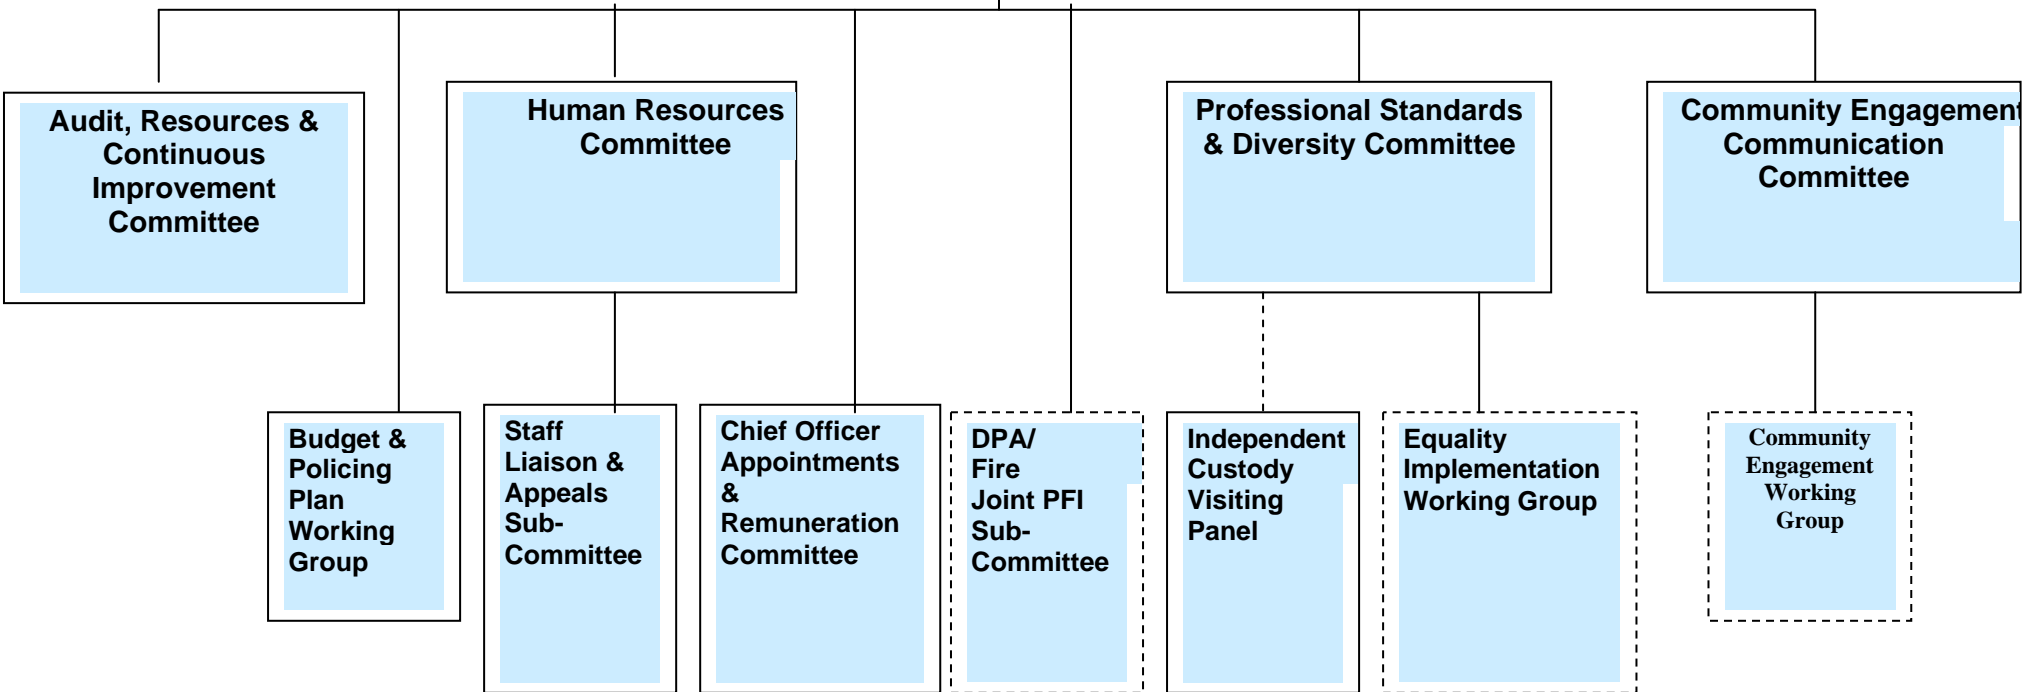 Audit, Resources &
Continuous
Improvement
Committee
Human Resources
Committee
Professional Standards
& Diversity Committee
Community Engagement
Communication
Committee
Budget &
Policing
Plan
Working
Group
Staff
Liaison &
Appeals
Sub-
Committee
Chief Officer
Appointments
&
Remuneration
Committee
DPA/
Fire
Joint PFI
Sub-
Committee
Independent
Custody
Visiting
Panel
Equality
Implementation
Working Group
Community
Engagement
Working
Group